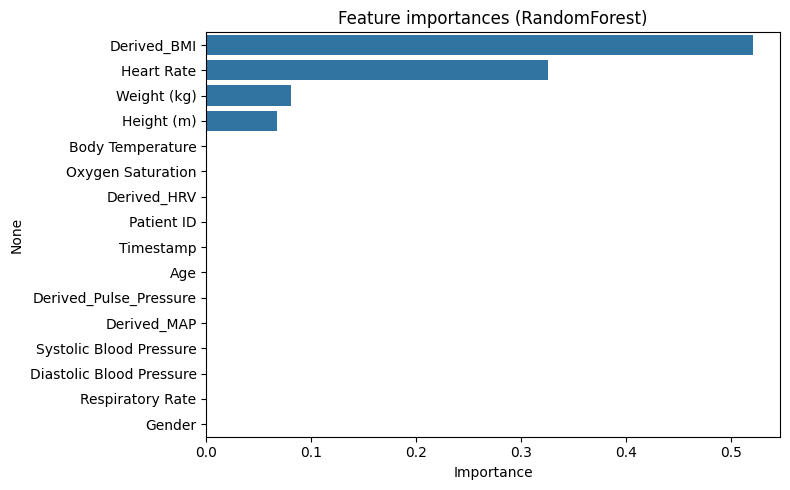 Feature importances (RandomForest)
Derived_BMI
Heart Rate
Weight (kg)
Height (m)
Body Temperature
Oxygen Saturation
Derived_HRV
Patient ID
Timestamp
Age
Derived_Pulse_Pressure
Derived_MAP
Systolic Blood Pressure
Diastolic Blood Pressure
Respiratory Rate
Gender
None
0.0 0.1 0.2 0.3 0.4 0.5
Importance